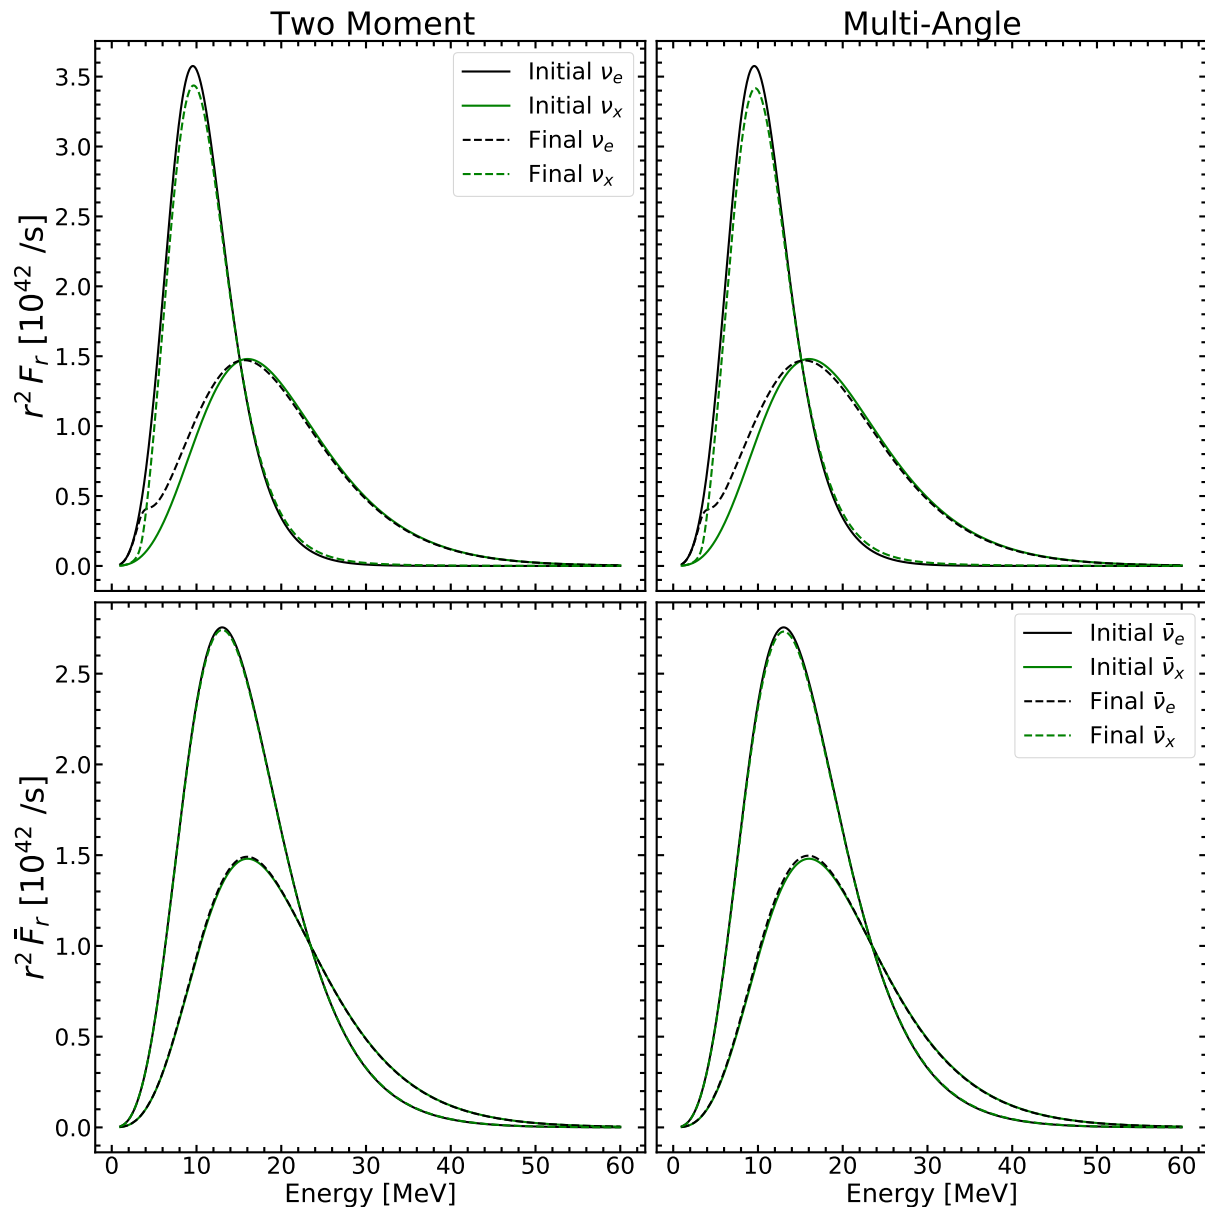 Two Moment
Multi-Angle
r² F_r [10⁴² /s]
3.5
3.0
2.5
2.0
1.5
1.0
0.5
0.0
Initial ν_e
Initial ν_x
Final ν_e
Final ν_x
r² F̄_r [10⁴² /s]
2.5
2.0
1.5
1.0
0.5
0.0
Initial ν̄_e
Initial ν̄_x
Final ν̄_e
Final ν̄_x
0 10 20 30 40 50 60
0 10 20 30 40 50 60
Energy [MeV]
Energy [MeV]